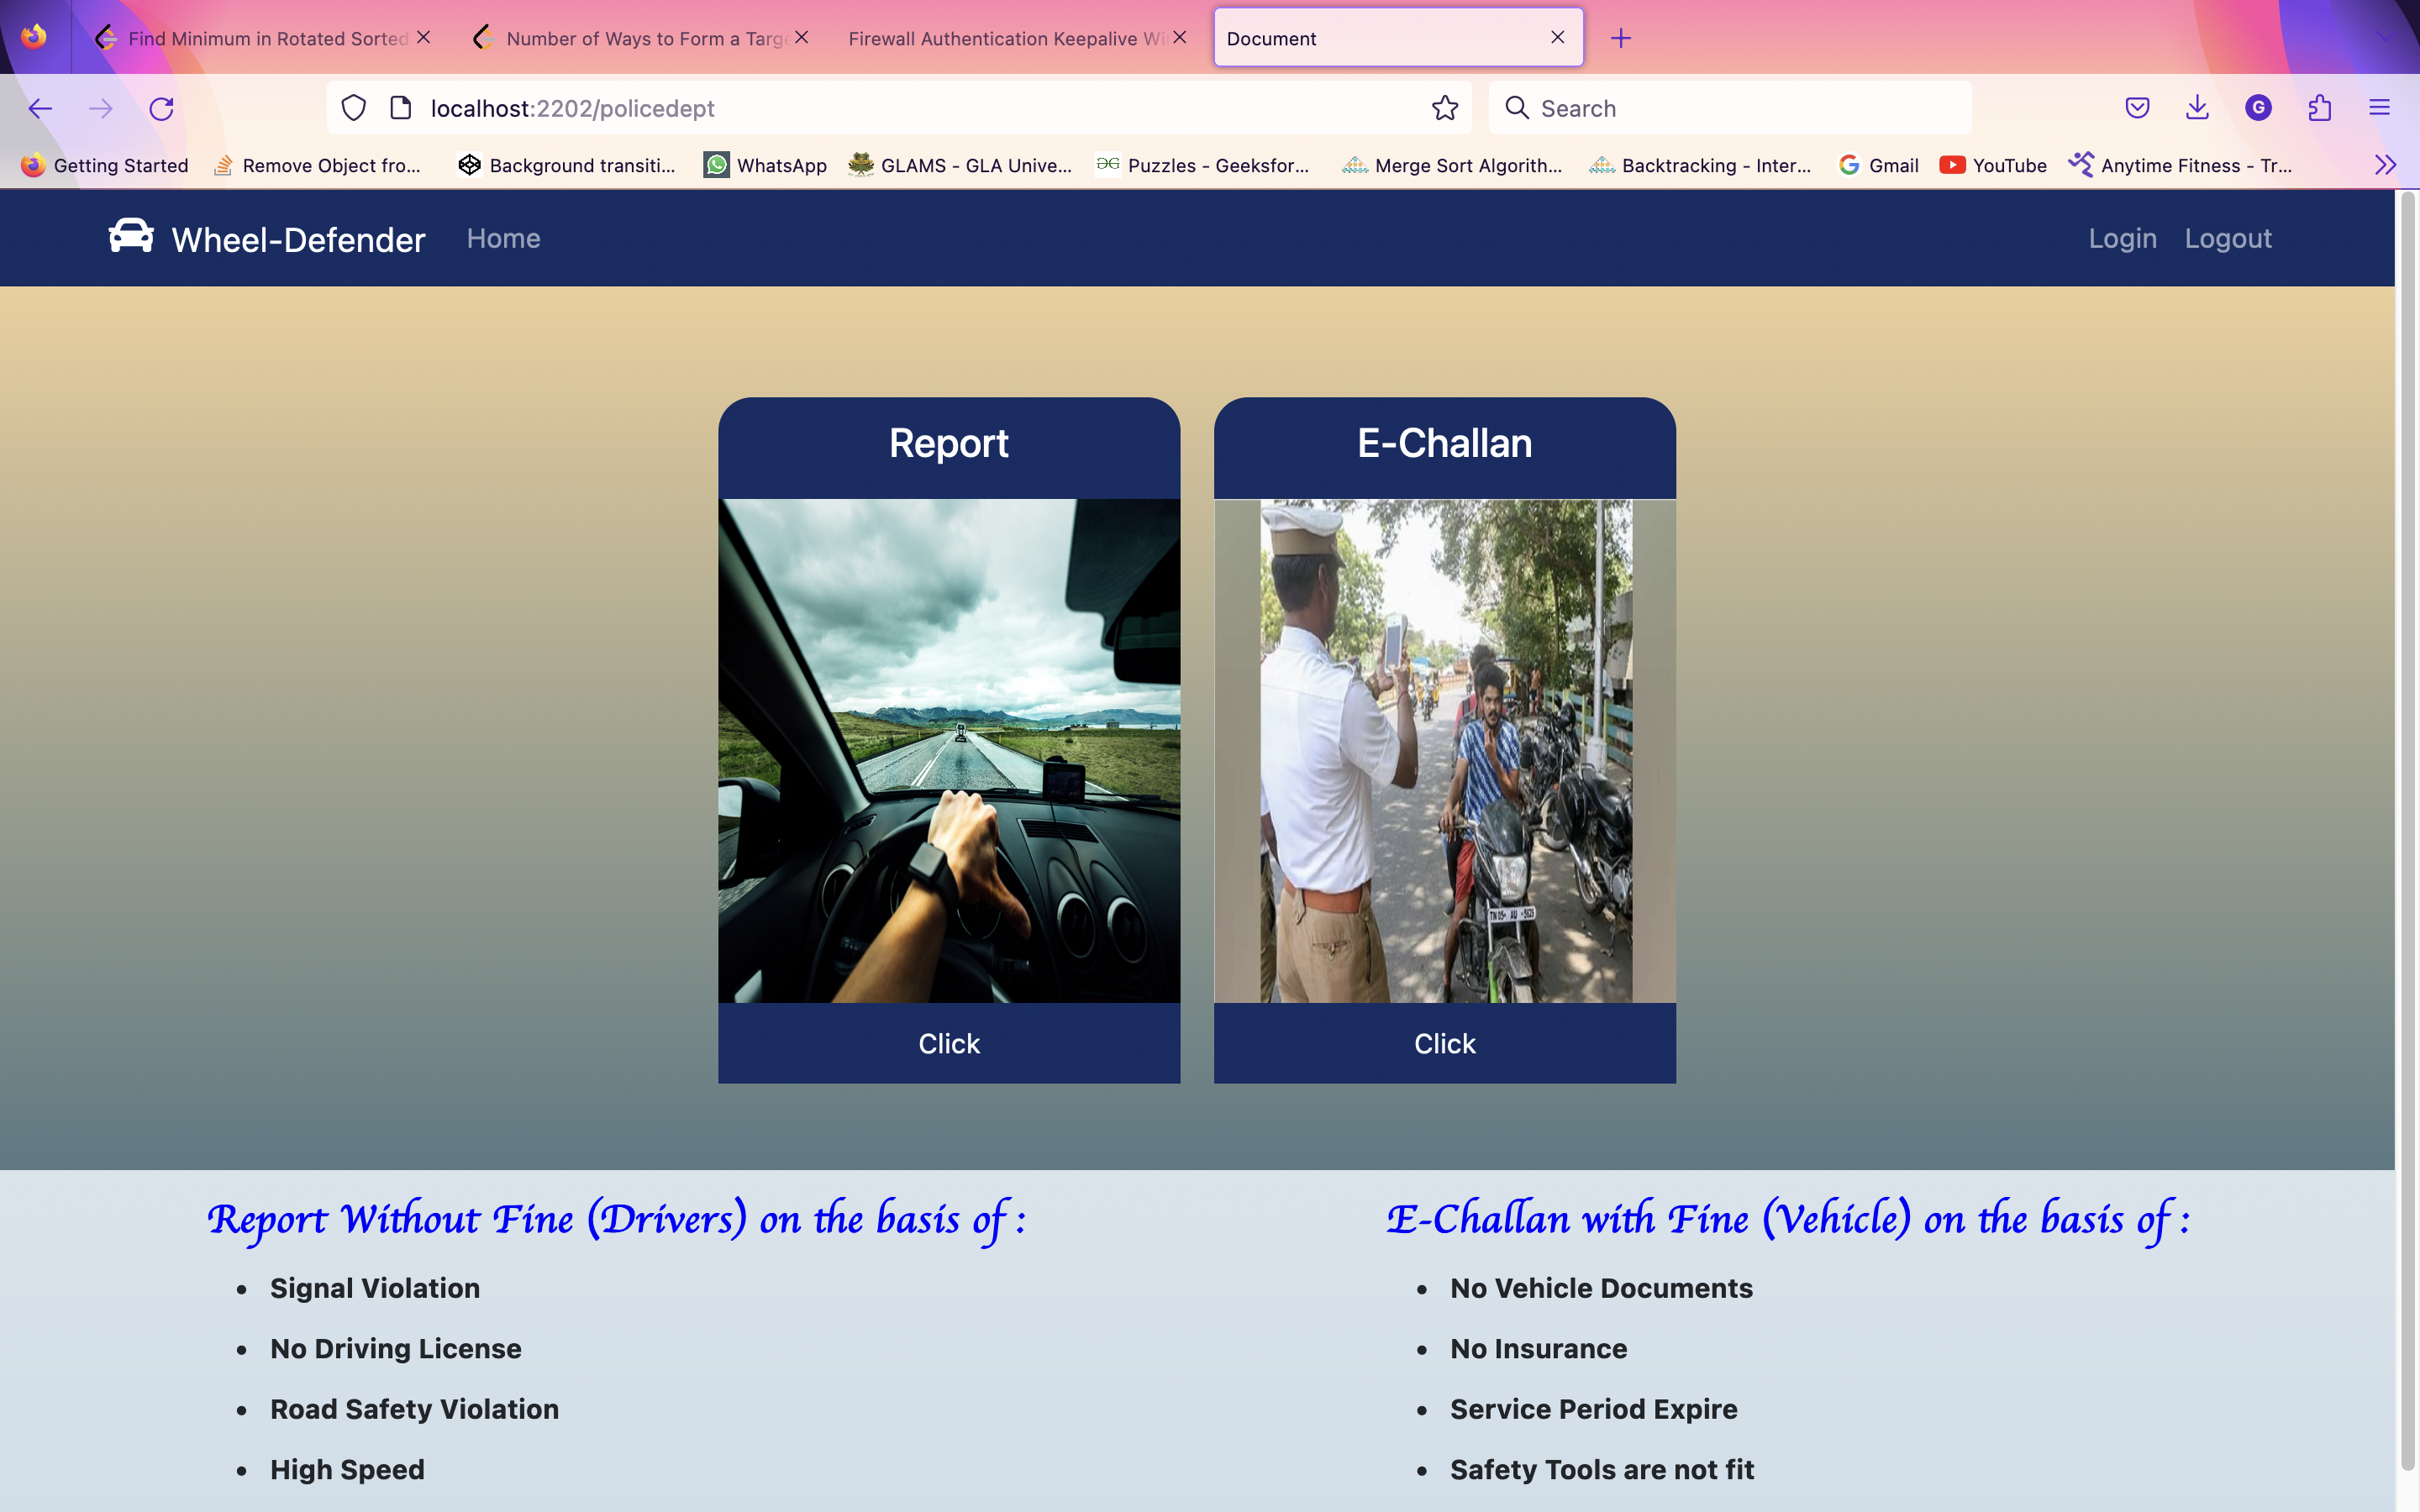 Find Minimum in Rotated Sorted
Number of Ways to Form a Targe
Firewall Authentication Keepalive Wi
Document
localhost:2202/policedept
Search
Getting Started
Remove Object fro...
Background transiti...
WhatsApp
GLAMS - GLA Unive...
Puzzles - Geeksfor...
Merge Sort Algorith...
Backtracking - Inter...
Gmail
YouTube
Anytime Fitness - Tr...
Wheel-Defender
Home
Login
Logout
Report
E-Challan
Click
Click
Report Without Fine (Drivers) on the basis of :
Signal Violation
No Driving License
Road Safety Violation
High Speed
E-Challan with Fine (Vehicle) on the basis of :
No Vehicle Documents
No Insurance
Service Period Expire
Safety Tools are not fit